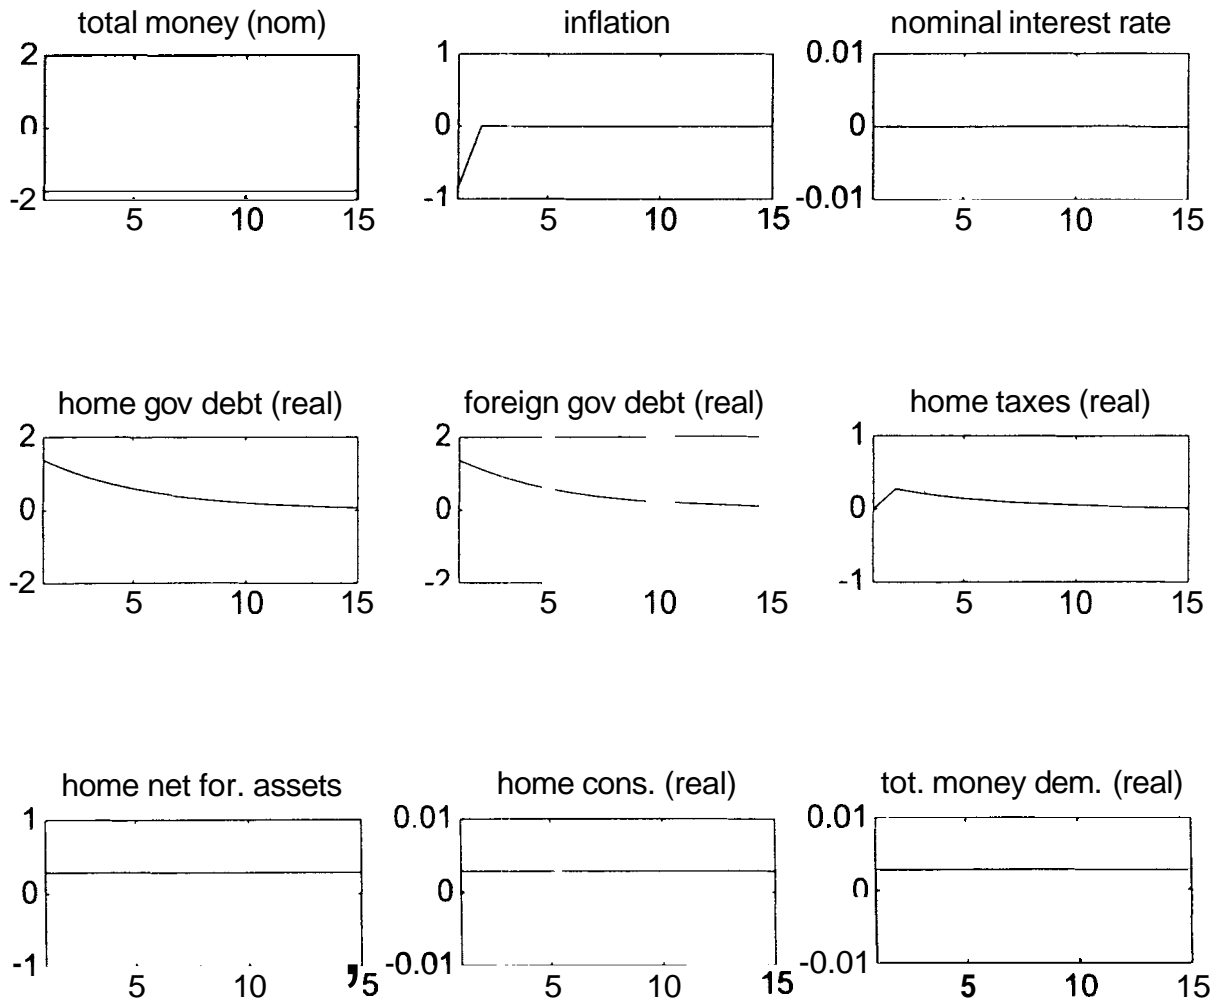 total money (nom)
2
0
-2
5 10 15
inflation
1
0
-1
5 10 15
nominal interest rate
0.01
0
-0.01
5 10 15
home gov debt (real)
2
0
-2
5 10 15
foreign gov debt (real)
2
0
-2
5 10 15
home taxes (real)
1
0
-1
5 10 15
home net for. assets
1
0
-1
5 10 15
home cons. (real)
0.01
0
-0.01
5 10 15
tot. money dem. (real)
0.01
0
-0.01
5 10 15